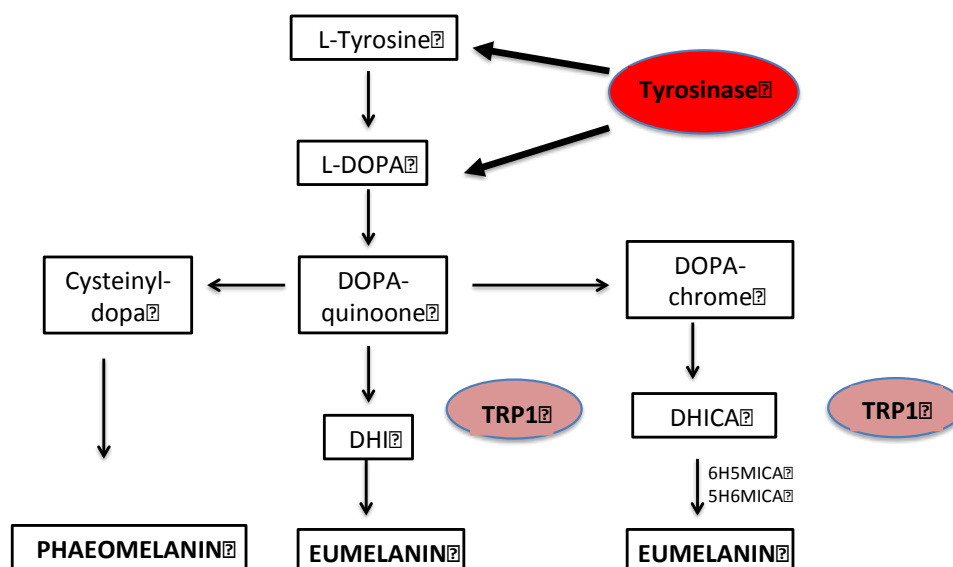 L-Tyrosine⍰
Tyrosinase⍰
L-DOPA⍰
Cysteinyl-
dopa⍰
DOPA-
quinoone⍰
DOPA-
chrome⍰
TRP1⍰
TRP1⍰
DHI⍰
DHICA⍰
6H5MICA⍰
5H6MICA⍰
PHAEOMELANIN⍰
EUMELANIN⍰
EUMELANIN⍰